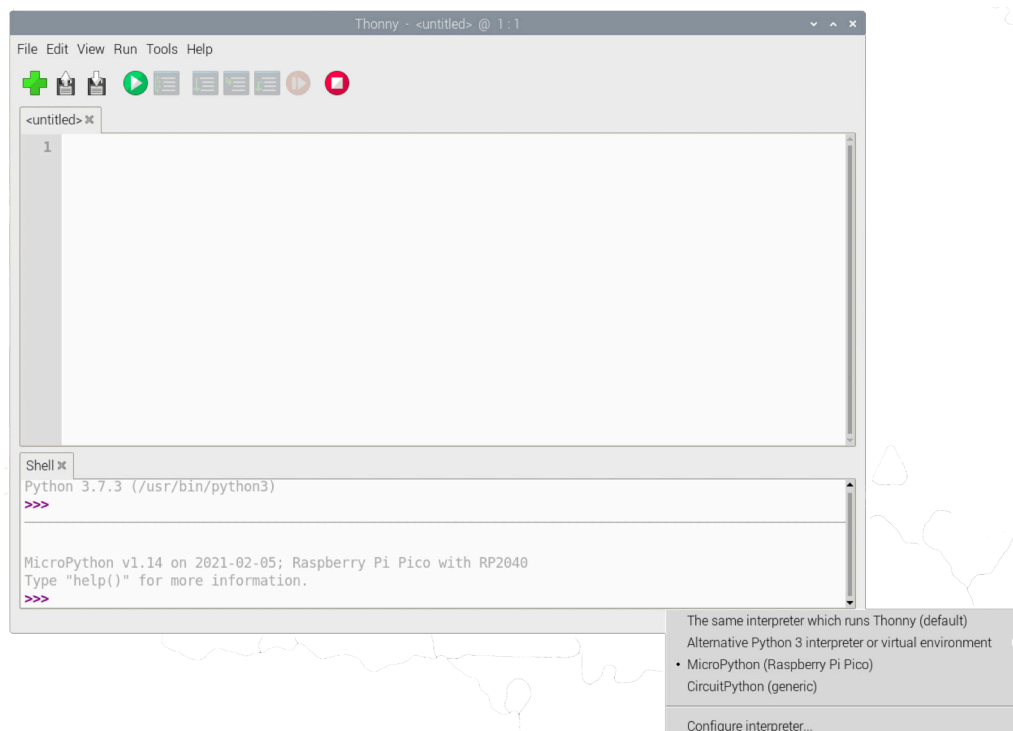 Thonny - <untitled> @ 1:1
File Edit View Run Tools Help
<untitled>
1
Shell
Python 3.7.3 (/usr/bin/python3)
>>>
MicroPython v1.14 on 2021-02-05; Raspberry Pi Pico with RP2040
Type "help()" for more information.
>>>
The same interpreter which runs Thonny (default)
Alternative Python 3 interpreter or virtual environment
• MicroPython (Raspberry Pi Pico)
CircuitPython (generic)
Configure interpreter...